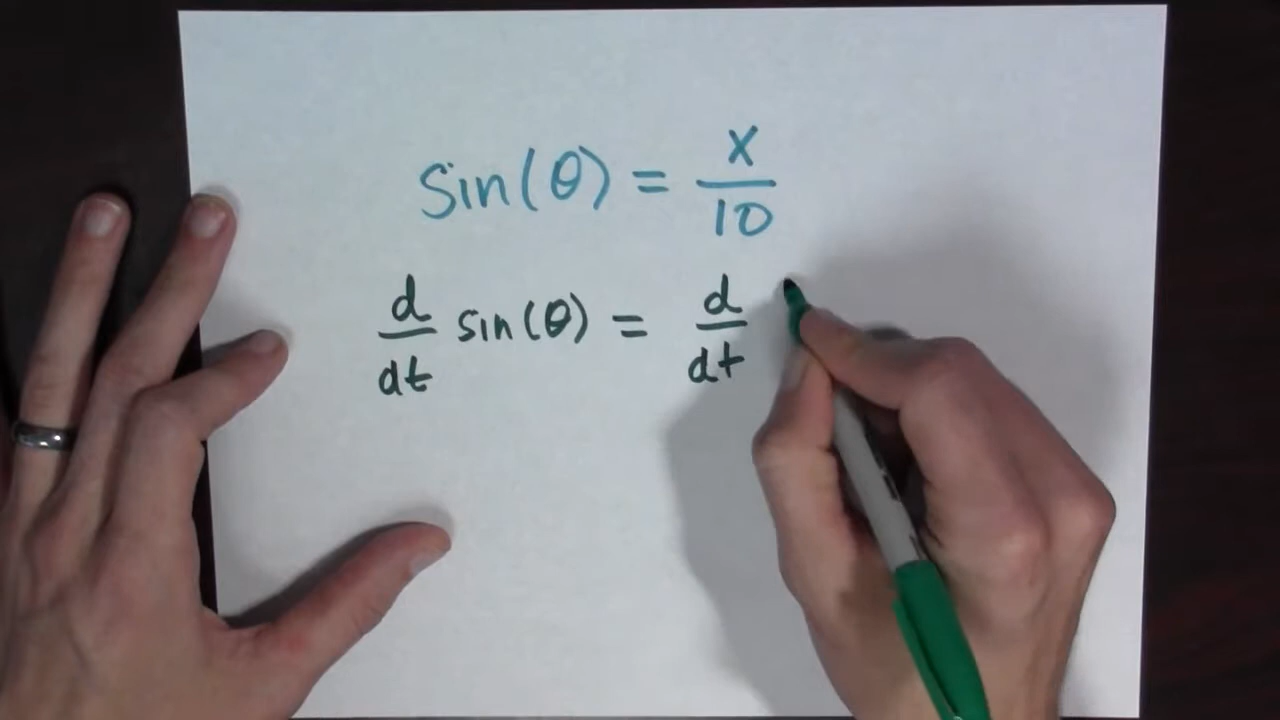 sin(θ) = x/10
d/dt sin(θ) = d/dt